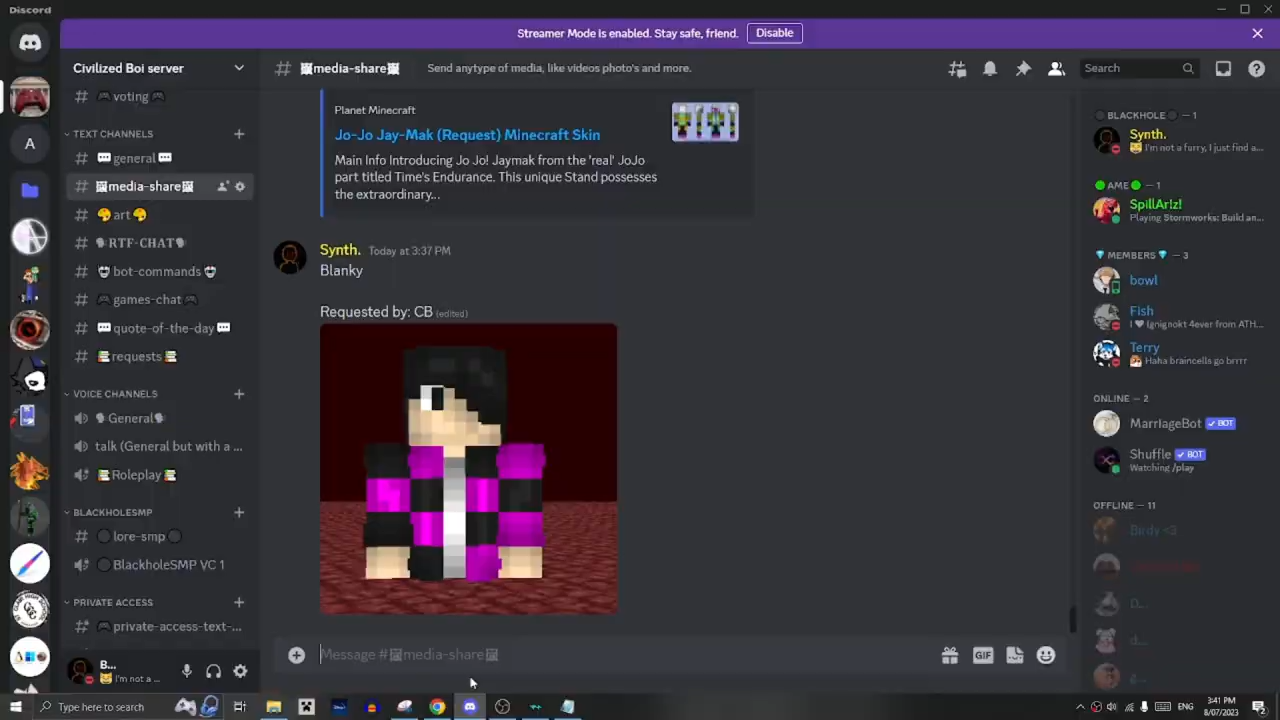 Discord
Streamer Mode is enabled. Stay safe, friend.
Disable
Civilized Boi server
media-share
Send anytype of media, like videos photo's and more.
Search
voting
TEXT CHANNELS
general
media-share
art
RTF-CHAT
bot-commands
games-chat
quote-of-the-day
requests
VOICE CHANNELS
General
talk (General but with a ...
Roleplay
BLACKHOLESMP
lore-smp
BlackholeSMP VC 1
PRIVATE ACCESS
private-access-text-...
B...
I'm not a ...
A
Planet Minecraft
Jo-Jo Jay-Mak (Request) Minecraft Skin
Main Info Introducing Jo Jo! Jaymak from the 'real' JoJo
part titled Time's Endurance. This unique Stand possesses
the extraordinary...
Synth. Today at 3:37 PM
Blanky
Requested by: CB (edited)
Message #media-share
GIF
BLACKHOLE — 1
Synth.
I'm not a furry, I just find a...
AME — 1
SpillAr!z!
Playing Stormworks: Build an...
MEMBERS — 3
bowl
Fish
I ♥ (gnignokt 4ever from ATH...
Terry
Haha braincells go brrrr
ONLINE — 2
MarriageBot ✓ BOT
Shuffle ✓ BOT
Watching /play
OFFLINE — 11
Birdy <3
D...
d...
Type here to search
ENG
3:41 PM
8/07/2023